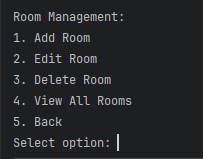 Room Management:
1. Add Room
2. Edit Room
3. Delete Room
4. View All Rooms
5. Back
Select option: